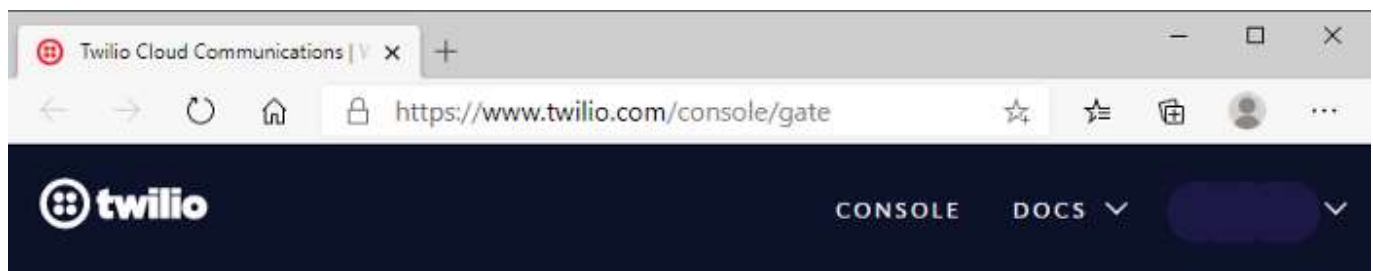 Twilio Cloud Communications | V
https://www.twilio.com/console/gate
twilio CONSOLE DOCS